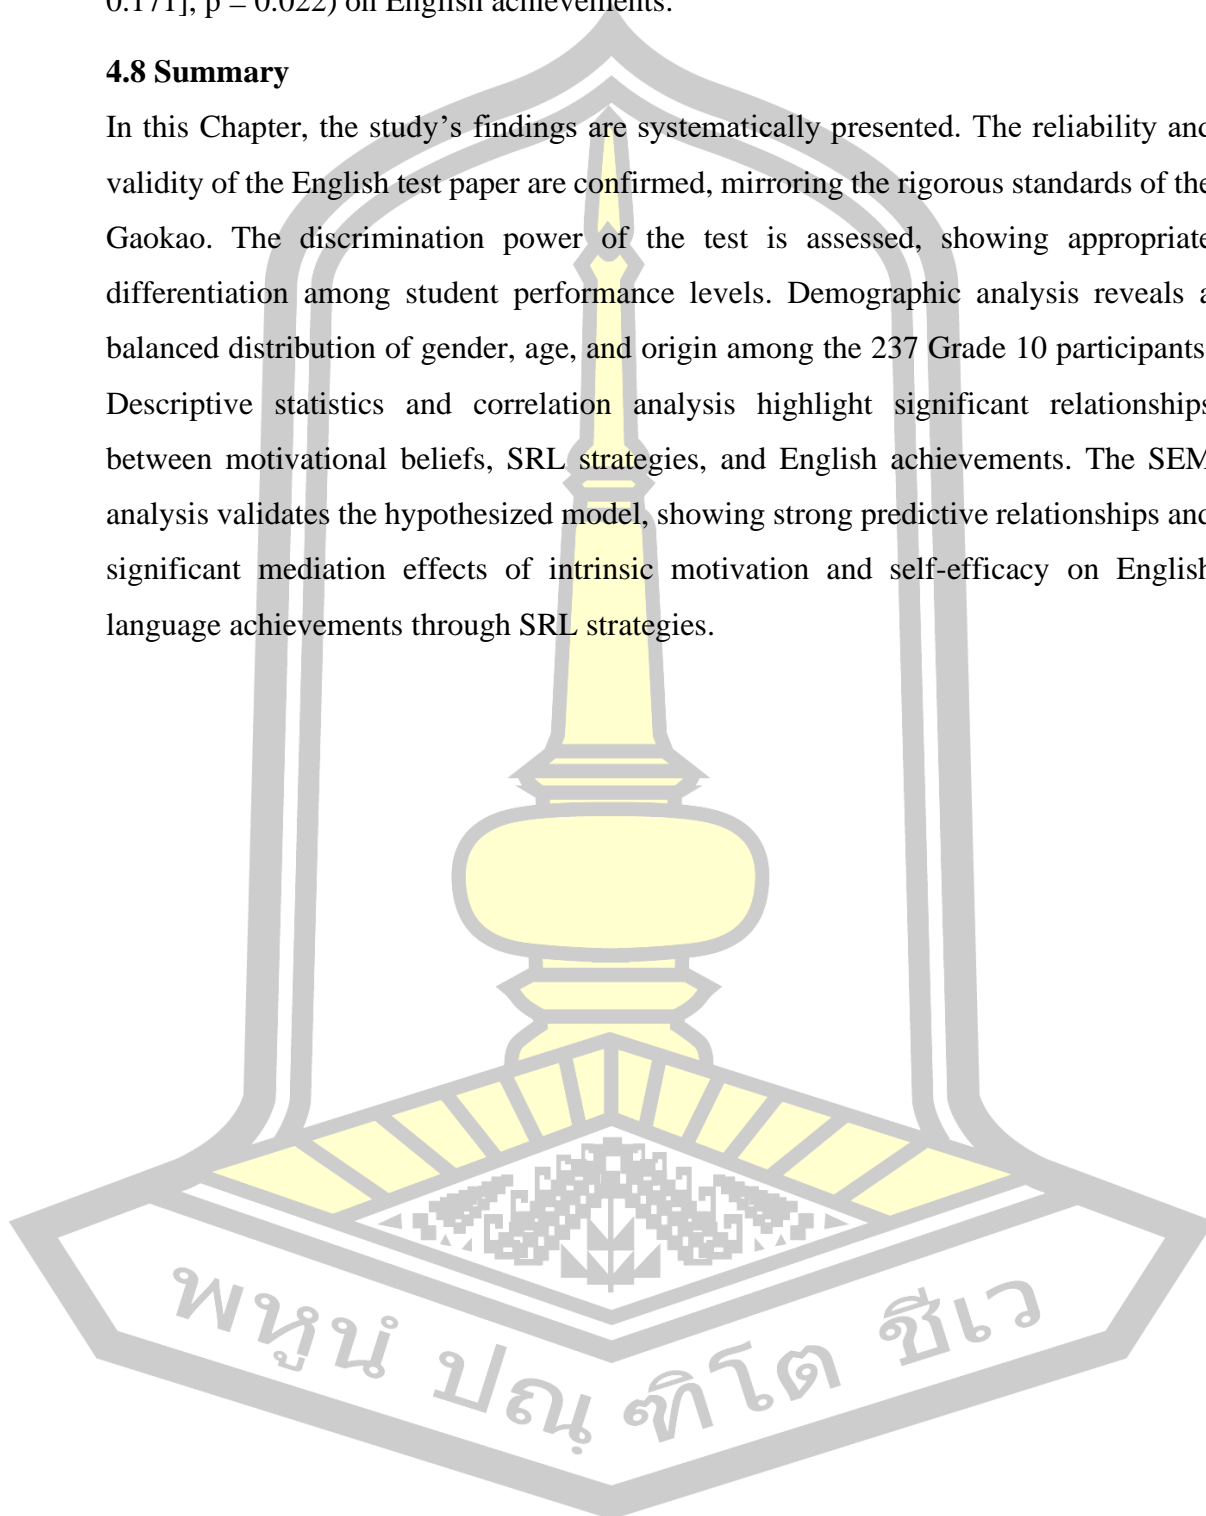 0.171], p = 0.022) on English achievements.
4.8 Summary
In this Chapter, the study’s findings are systematically presented. The reliability and
validity of the English test paper are confirmed, mirroring the rigorous standards of the
Gaokao. The discrimination power of the test is assessed, showing appropriate
differentiation among student performance levels. Demographic analysis reveals a
balanced distribution of gender, age, and origin among the 237 Grade 10 participants
Descriptive statistics and correlation analysis highlight significant relationships
between motivational beliefs, SRL strategies, and English achievements. The SEM
analysis validates the hypothesized model, showing strong predictive relationships and
significant mediation effects of intrinsic motivation and self-efficacy on English
language achievements through SRL strategies.
พหูนํ ปณฺฑิโต ชีเว